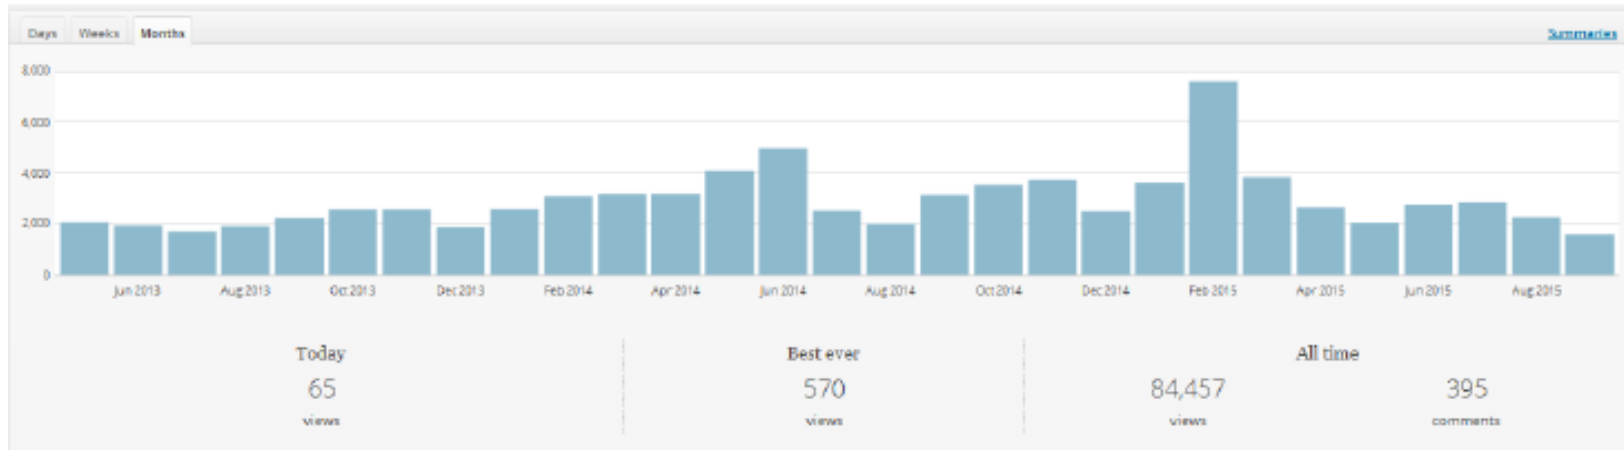 Days Weeks Months Summaries
8,000
6,000
4,000
2,000
0
Jun 2013 Aug 2013 Oct 2013 Dec 2013 Feb 2014 Apr 2014 Jun 2014 Aug 2014 Oct 2014 Dec 2014 Feb 2015 Apr 2015 Jun 2015 Aug 2015
Today Best ever All time
65 570 84,457 395
views views views comments